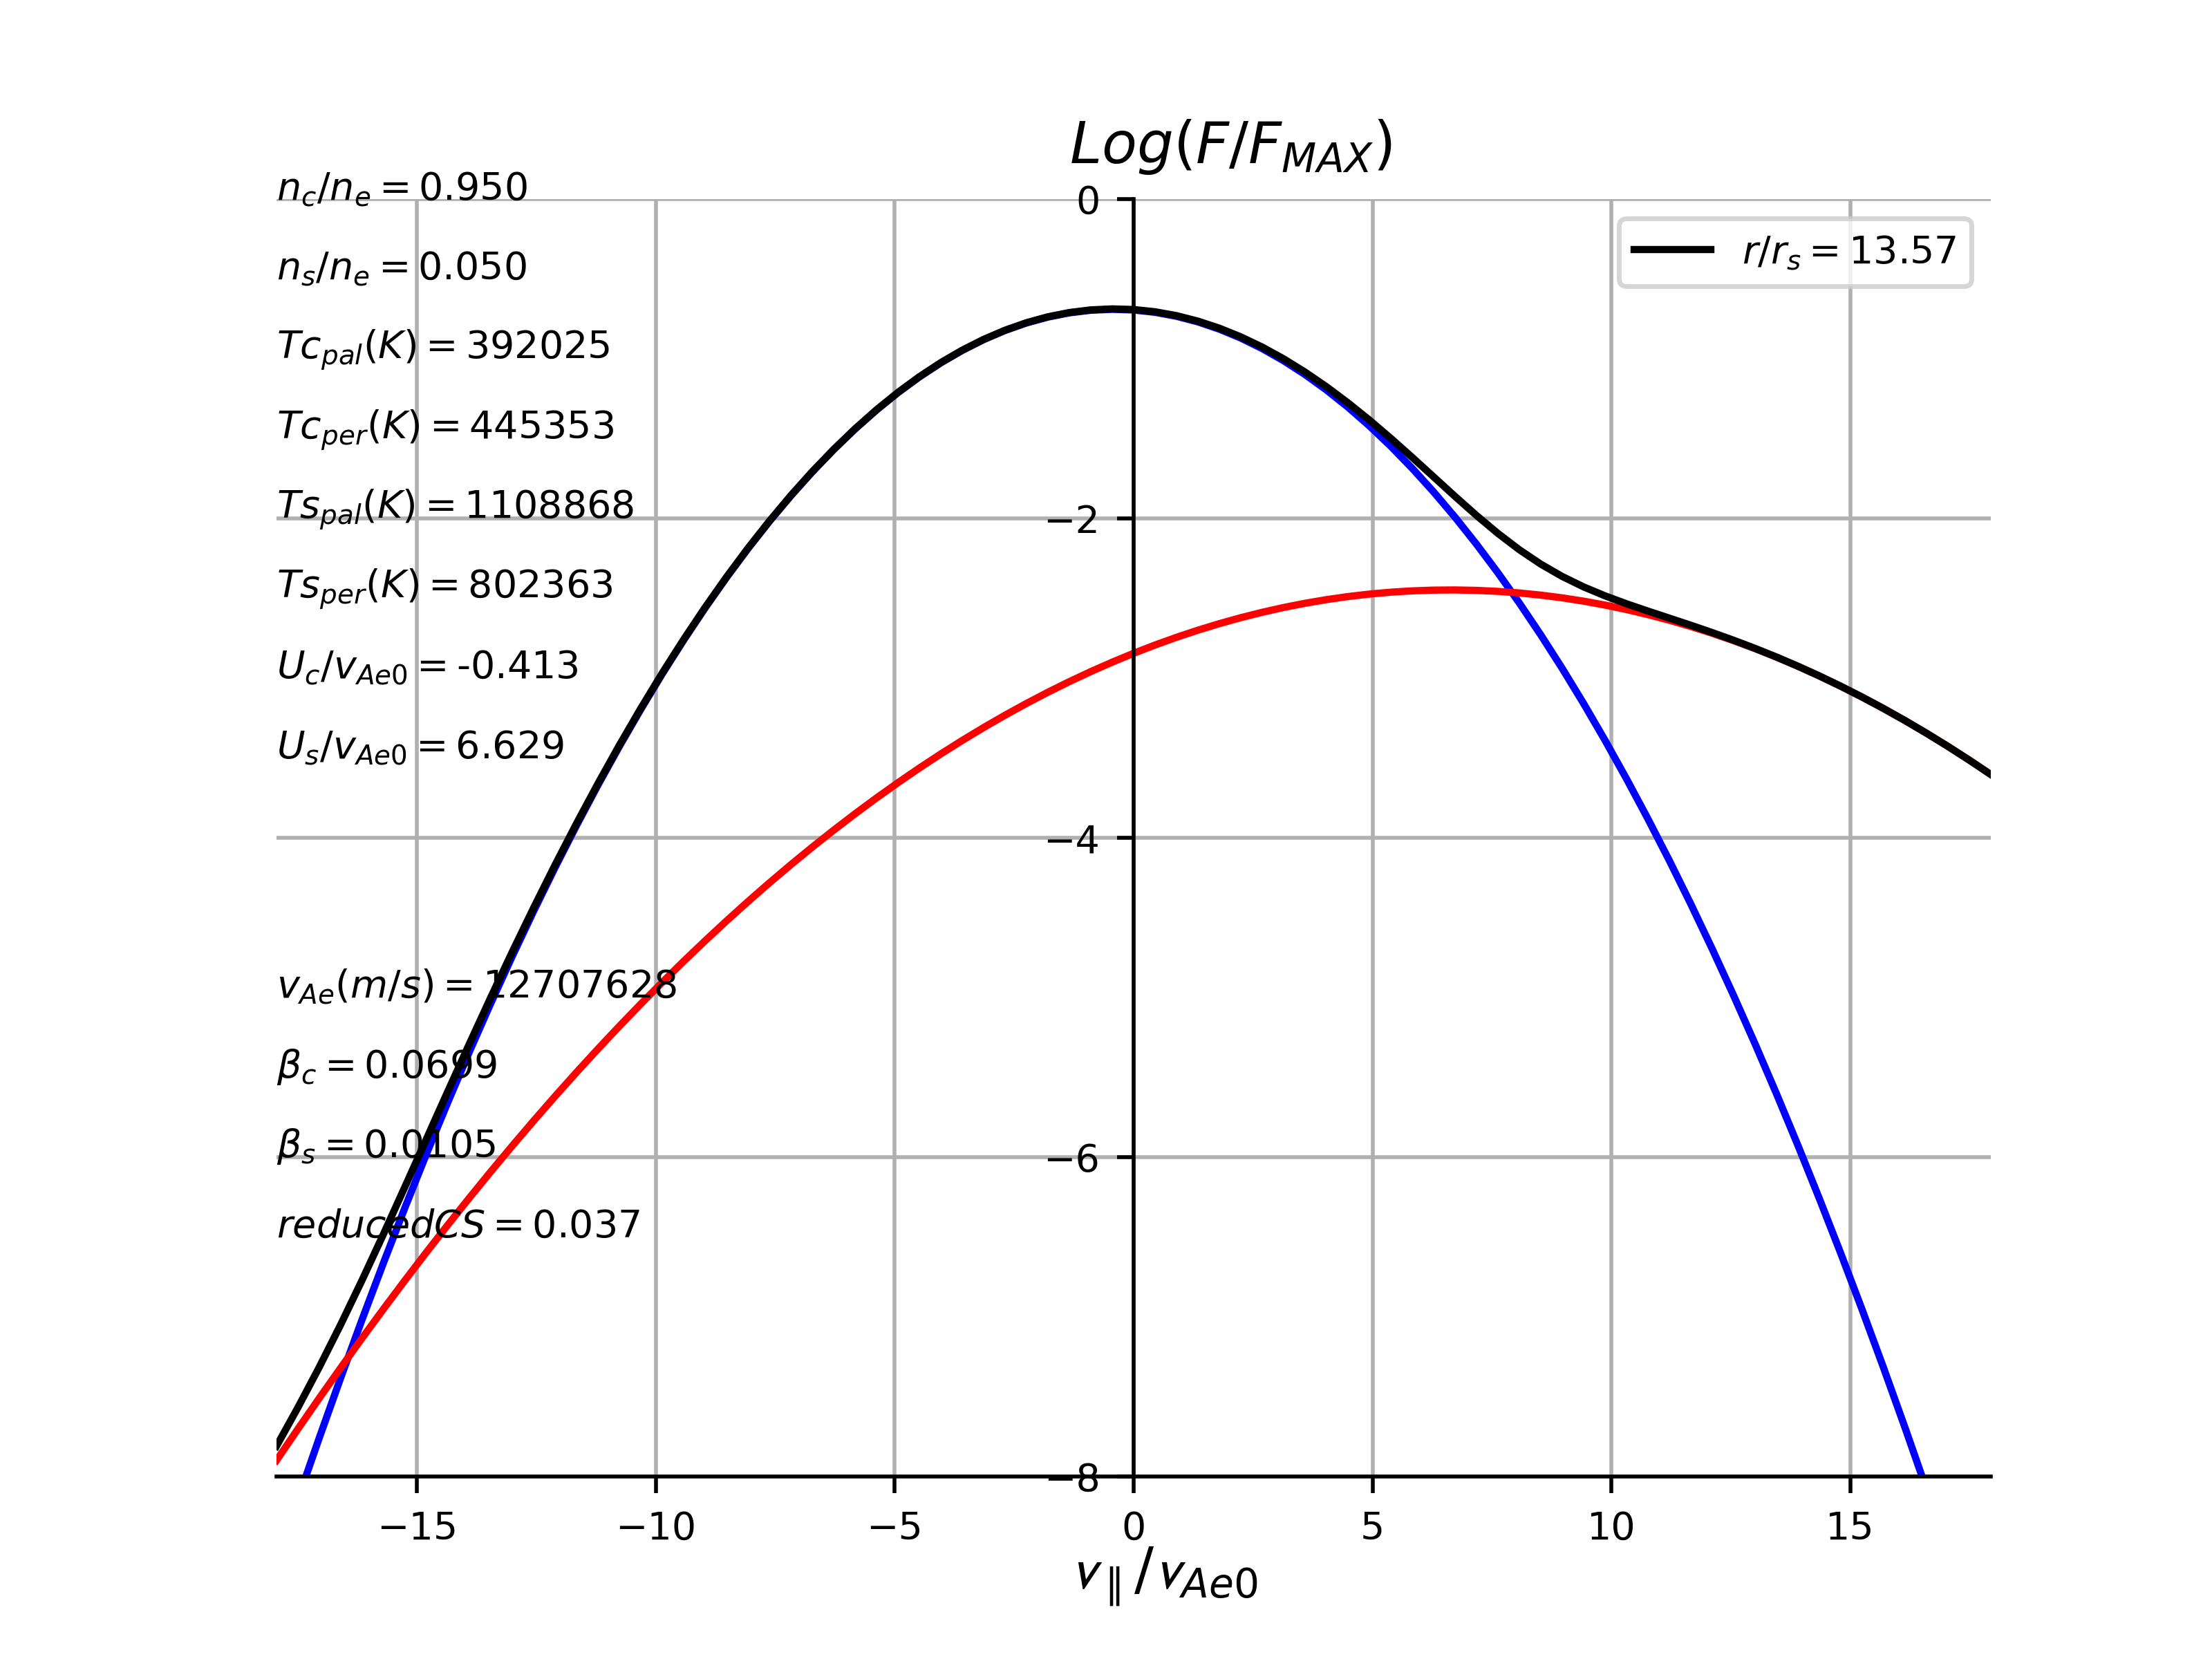 Log(F/F_MAX)
n_c/n_e = 0.950
0
r/r_s = 13.57
n_s/n_e = 0.050
Tc_pal(K) = 392025
Tc_per(K) = 445353
Ts_pal(K) = 1108868
−2
Ts_per(K) = 802363
U_c/v_Ae0 = -0.413
U_s/v_Ae0 = 6.629
−4
v_Ae(m/s) = 12707628
β_c = 0.0699
β_s = 0.0105
−6
reducedCS = 0.037
−8
−15 −10 −5 0 5 10 15
v_∥/v_Ae0